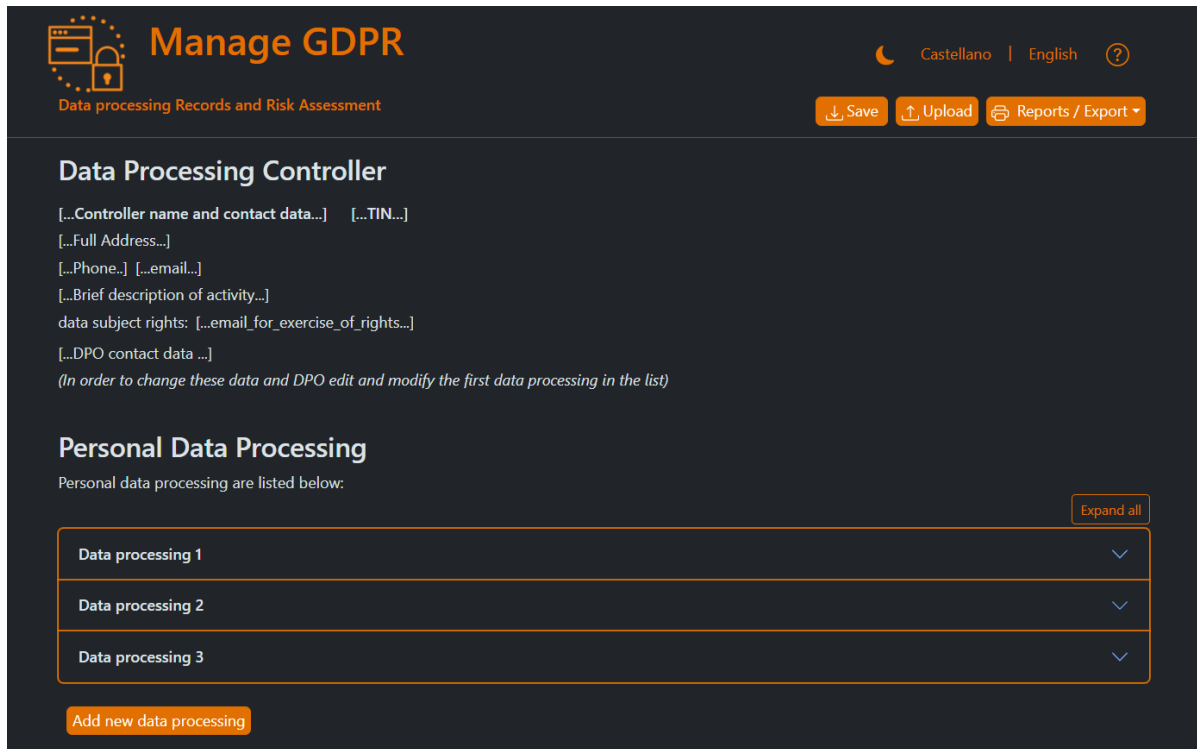 Manage GDPR
Data processing Records and Risk Assessment
Castellano | English ?
Save Upload Reports / Export
Data Processing Controller
[...Controller name and contact data...] [...TIN...]
[...Full Address...]
[...Phone..] [...email...]
[...Brief description of activity...]
data subject rights: [...email_for_exercise_of_rights...]
[...DPO contact data ...]
(In order to change these data and DPO edit and modify the first data processing in the list)
Personal Data Processing
Personal data processing are listed below:
Expand all
Data processing 1
Data processing 2
Data processing 3
Add new data processing